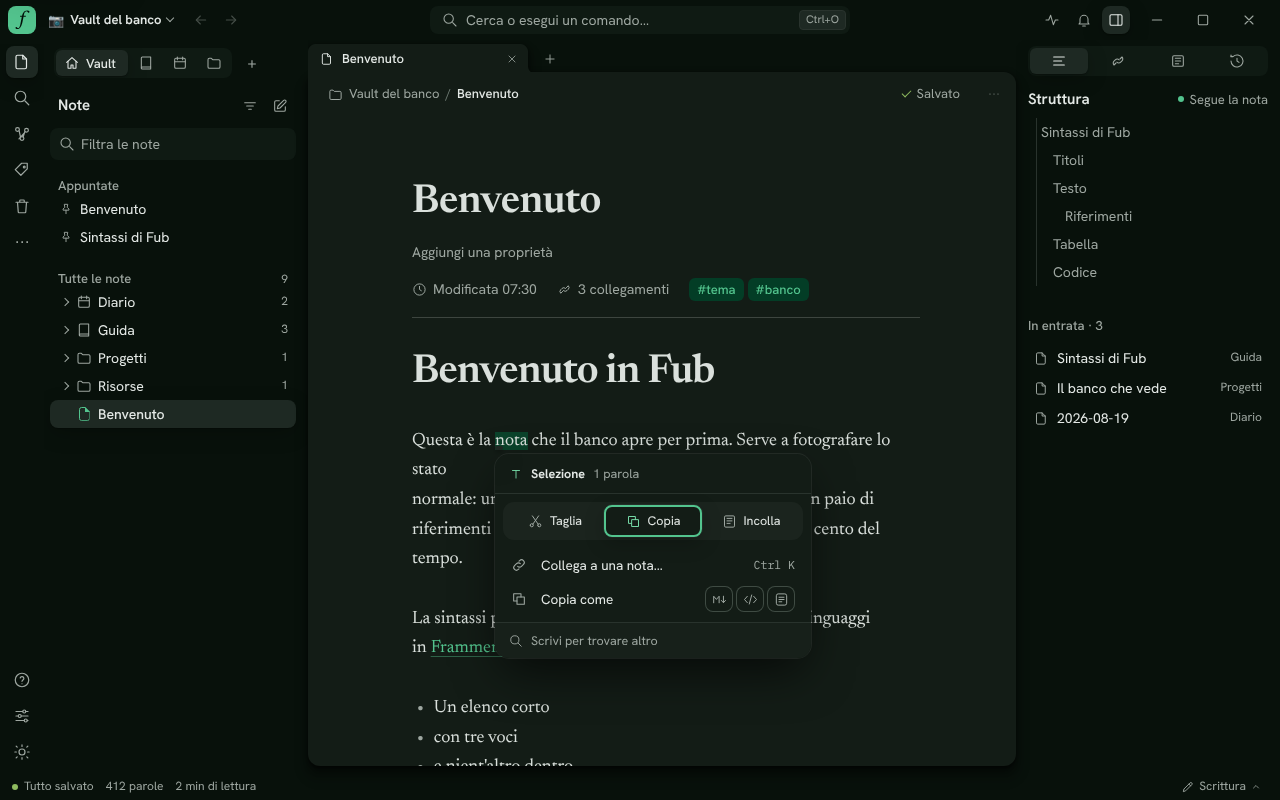 Vault del banco
Cerca o esegui un comando...
Ctrl+O
Vault
Note
Filtra le note
Appuntate
Benvenuto
Sintassi di Fub
Tutte le note 9
Diario 2
Guida 3
Progetti 1
Risorse 1
Benvenuto
Benvenuto
Vault del banco / Benvenuto
Salvato
Benvenuto
Aggiungi una proprietà
Modificata 07:30 3 collegamenti #tema #banco
Benvenuto in Fub
Questa è la nota che il banco apre per prima. Serve a fotografare lo
stato
normale: n paio di
riferimenti cento del
tempo.
La sintassi
in
Selezione 1 parola
Taglia Copia Incolla
Collega a una nota... Ctrl K
Copia come M↓ </>
Scrivi per trovare altro
Un elenco corto
con tre voci
e nient'altro dentro
Struttura
Segue la nota
Sintassi di Fub
Titoli
Testo
Riferimenti
Tabella
Codice
In entrata · 3
Sintassi di Fub Guida
Il banco che vede Progetti
2026-08-19 Diario
Tutto salvato 412 parole 2 min di lettura
Scrittura